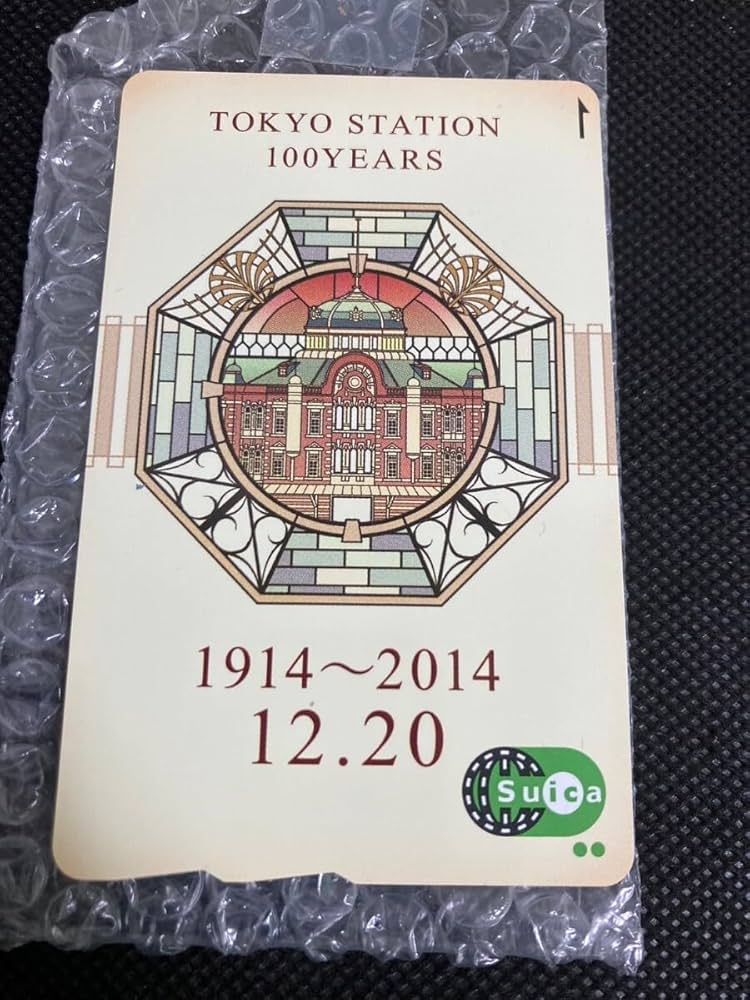 TOKYO STATION
100YEARS
1914～2014
12.20
Suica